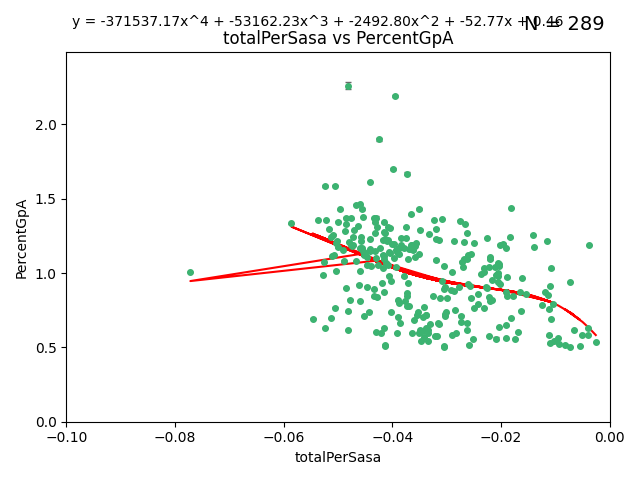 y = -371537.17x^4 + -53162.23x^3 + -2492.80x^2 + -52.77x + 0.46
N = 289
totalPerSasa vs PercentGpA
PercentGpA
2.0
1.5
1.0
0.5
0.0
−0.10 −0.08 −0.06 −0.04 −0.02 0.00
totalPerSasa